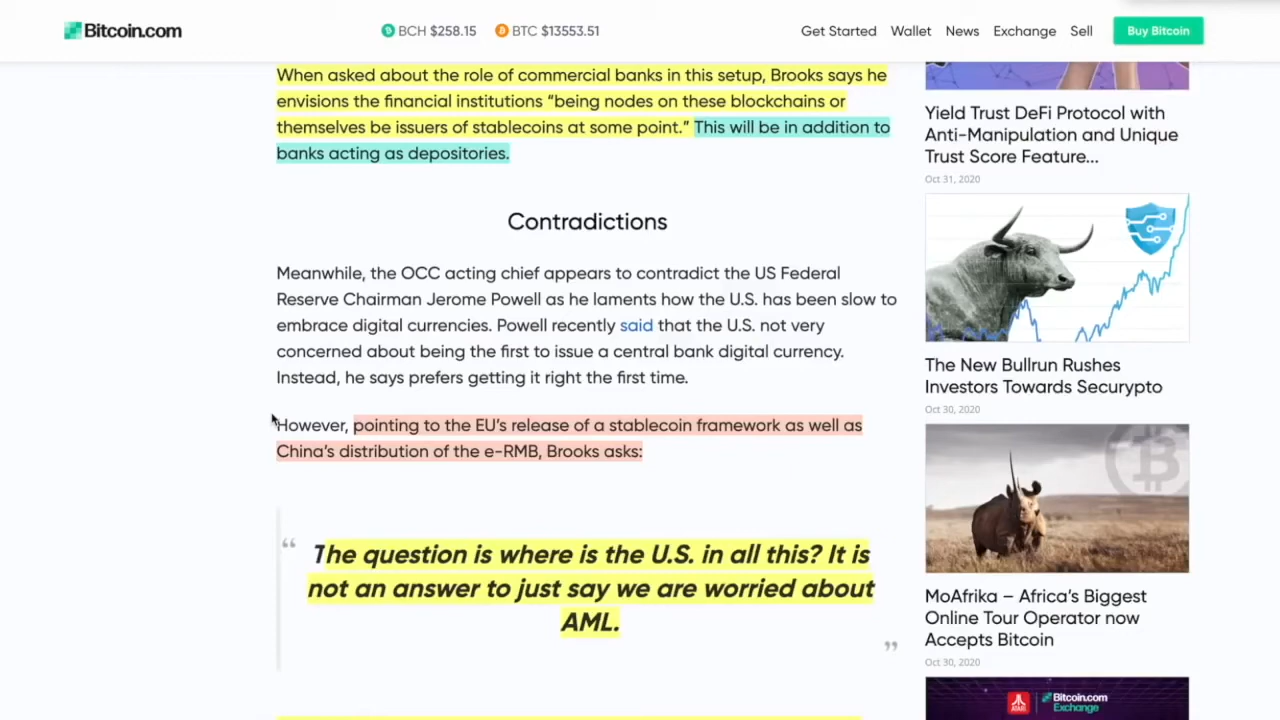 Bitcoin.com
BCH $258.15
BTC $13553.51
Get Started
Wallet
News
Exchange
Sell
Buy Bitcoin
When asked about the role of commercial banks in this setup, Brooks says he
envisions the financial institutions “being nodes on these blockchains or
themselves be issuers of stablecoins at some point.” This will be in addition to
banks acting as depositories.
Contradictions
Meanwhile, the OCC acting chief appears to contradict the US Federal
Reserve Chairman Jerome Powell as he laments how the U.S. has been slow to
embrace digital currencies. Powell recently said that the U.S. not very
concerned about being the first to issue a central bank digital currency.
Instead, he says prefers getting it right the first time.
However, pointing to the EU’s release of a stablecoin framework as well as
China’s distribution of the e-RMB, Brooks asks:
“ The question is where is the U.S. in all this? It is
not an answer to just say we are worried about
AML. ”
Yield Trust DeFi Protocol with
Anti-Manipulation and Unique
Trust Score Feature...
Oct 31, 2020
The New Bullrun Rushes
Investors Towards Securypto
Oct 30, 2020
MoAfrika – Africa’s Biggest
Online Tour Operator now
Accepts Bitcoin
Oct 30, 2020
ATARI
Bitcoin.com
Exchange